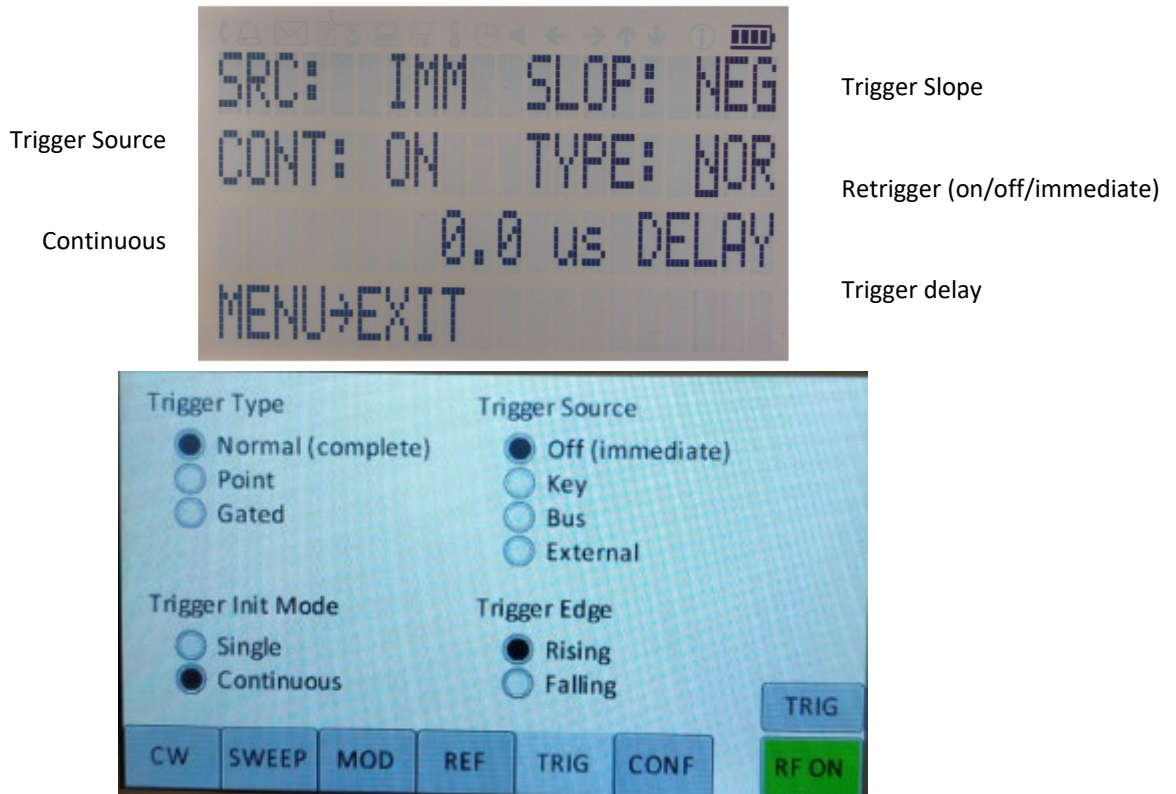 SRC: IMM SLOP: NEG
Trigger Slope
Trigger Source
CONT: ON TYPE: NOR
Retrigger (on/off/immediate)
Continuous
0.0 us DELAY
Trigger delay
MENU→EXIT
Trigger Type
Trigger Source
Normal (complete)
Off (immediate)
Point
Key
Gated
Bus
External
Trigger Init Mode
Trigger Edge
Single
Rising
Continuous
Falling
TRIG
CW SWEEP MOD REF TRIG CONF RF ON